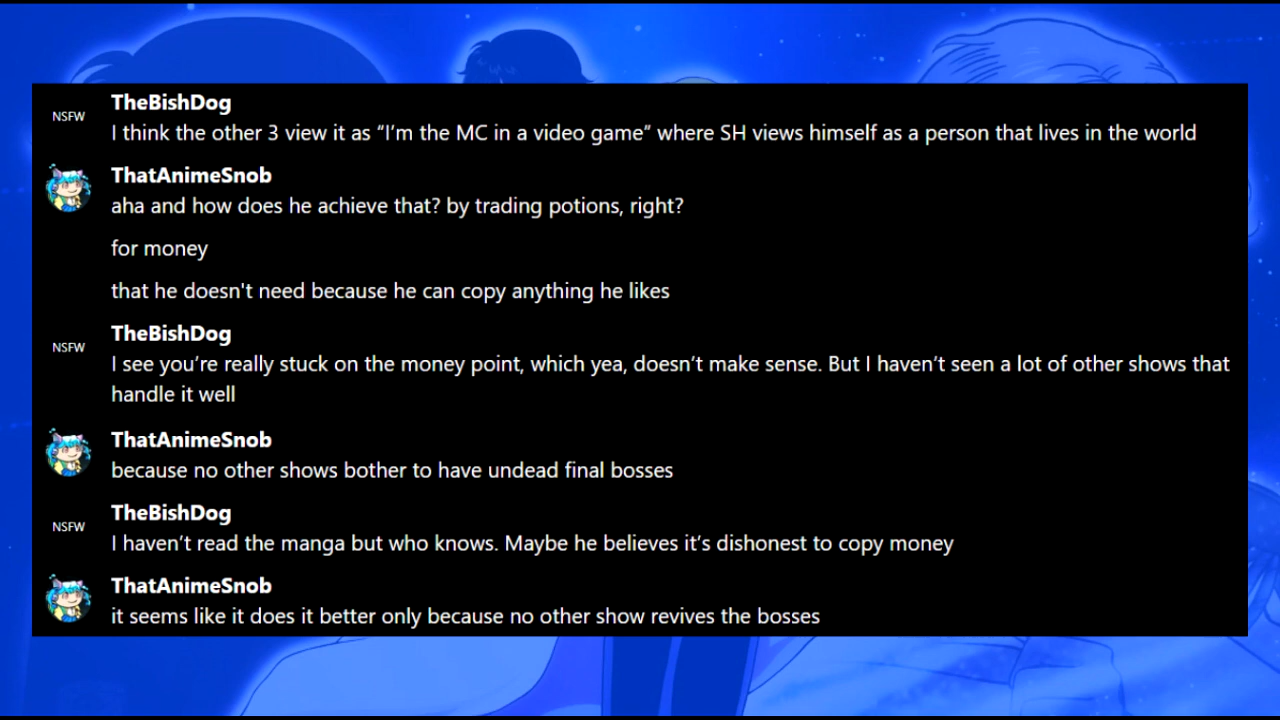 TheBishDog
NSFW
I think the other 3 view it as “I’m the MC in a video game” where SH views himself as a person that lives in the world
ThatAnimeSnob
aha and how does he achieve that? by trading potions, right?
for money
that he doesn't need because he can copy anything he likes
TheBishDog
NSFW
I see you’re really stuck on the money point, which yea, doesn’t make sense. But I haven’t seen a lot of other shows that
handle it well
ThatAnimeSnob
because no other shows bother to have undead final bosses
TheBishDog
NSFW
I haven’t read the manga but who knows. Maybe he believes it’s dishonest to copy money
ThatAnimeSnob
it seems like it does it better only because no other show revives the bosses